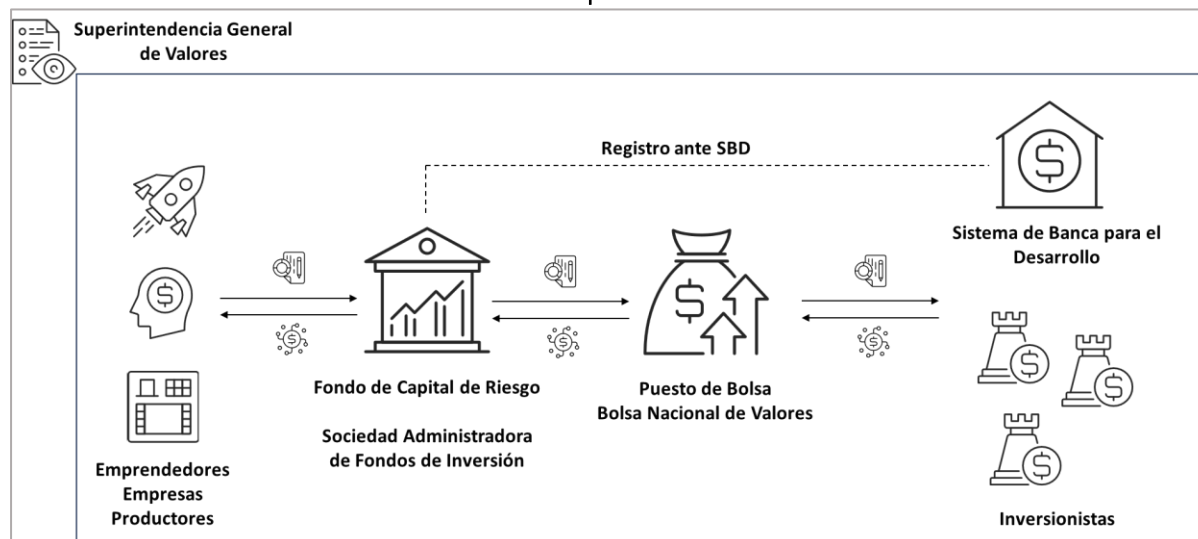 Superintendencia General
de Valores
Registro ante SBD
Sistema de Banca para el
Desarrollo
Fondo de Capital de Riesgo
Sociedad Administradora
de Fondos de Inversión
Puesto de Bolsa
Bolsa Nacional de Valores
Emprendedores
Empresas
Productores
Inversionistas